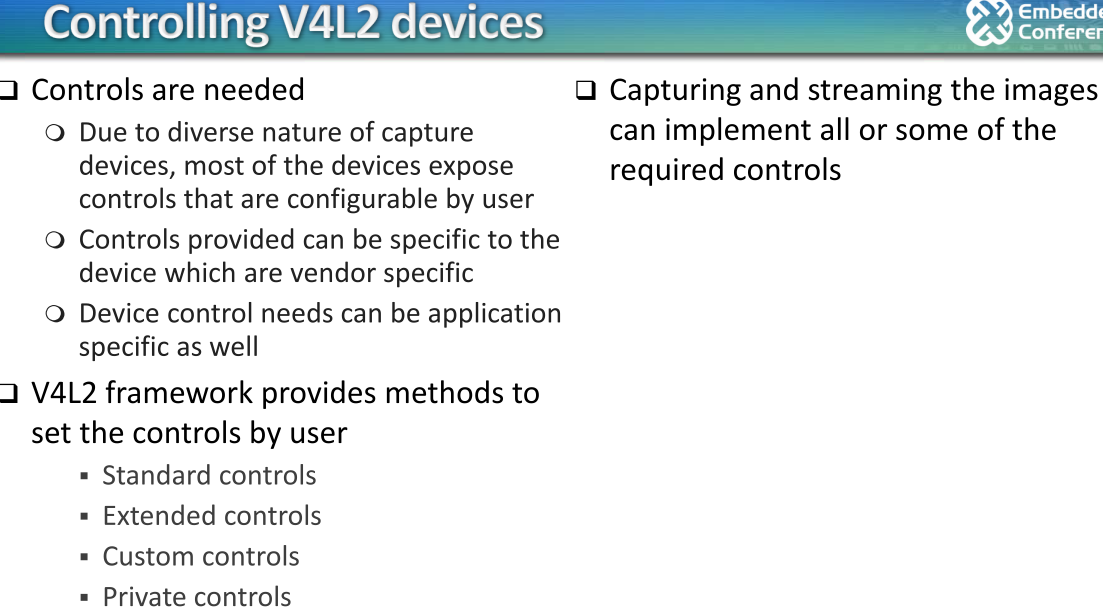 Controlling V4L2 devices
Controls are needed
Due to diverse nature of capture
devices, most of the devices expose
controls that are configurable by user
Controls provided can be specific to the
device which are vendor specific
Device control needs can be application
specific as well
V4L2 framework provides methods to
set the controls by user
Standard controls
Extended controls
Custom controls
Private controls
Capturing and streaming the images
can implement all or some of the
required controls